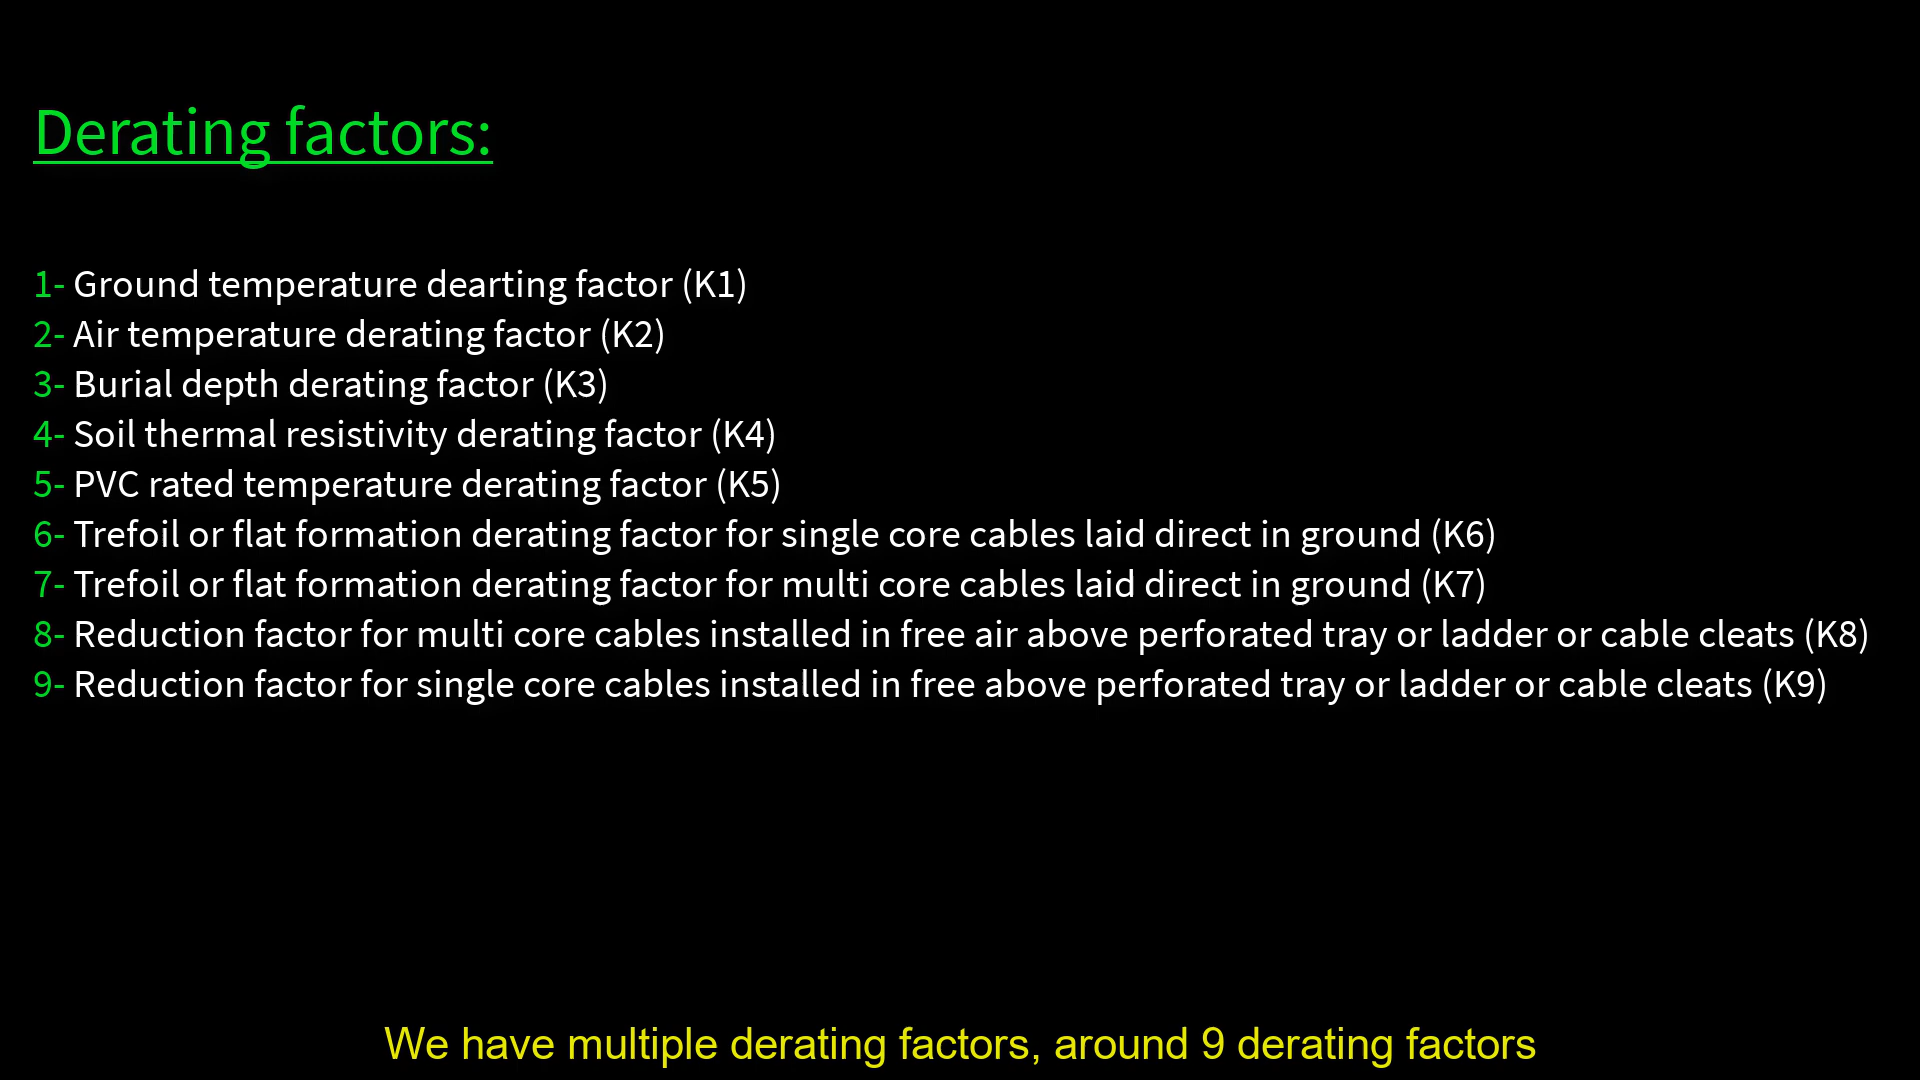 Derating factors:
1- Ground temperature dearting factor (K1)
2- Air temperature derating factor (K2)
3- Burial depth derating factor (K3)
4- Soil thermal resistivity derating factor (K4)
5- PVC rated temperature derating factor (K5)
6- Trefoil or flat formation derating factor for single core cables laid direct in ground (K6)
7- Trefoil or flat formation derating factor for multi core cables laid direct in ground (K7)
8- Reduction factor for multi core cables installed in free air above perforated tray or ladder or cable cleats (K8)
9- Reduction factor for single core cables installed in free above perforated tray or ladder or cable cleats (K9)
We have multiple derating factors, around 9 derating factors